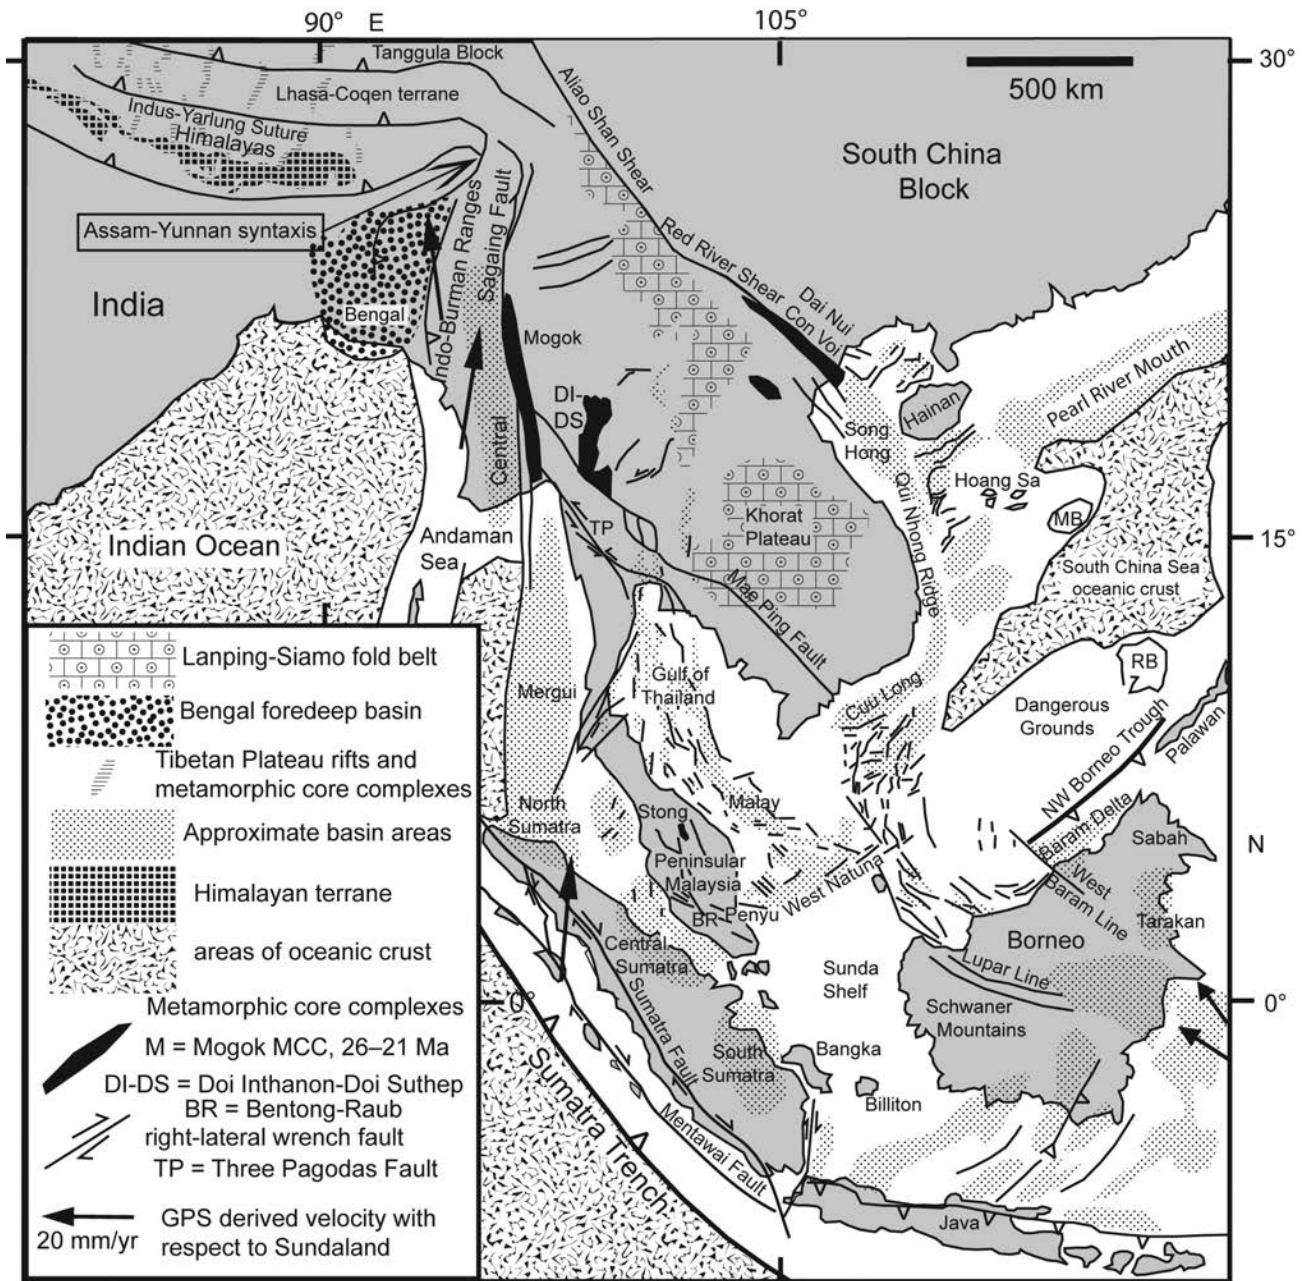 90° E
105°
30°
Tanggula Block
Lhasa-Coqen terrane
Indus-Yarlung Suture
Himalayas
Ailao Shan Shear
500 km
South China
Block
Assam-Yunnan syntaxis
India
Bengal
Indo-Burman Ranges
Sagaing Fault
Red River Shear
Dai Nui
Con Voi
Mogok
DI-
DS
Central
Song
Hong
Hainan
Pearl River Mouth
Hoang Sa
MB
Qui Nhong Ridge
Khorat
Plateau
TP
Mae Ping Fault
Indian Ocean
Andaman
Sea
15°
South China Sea
oceanic crust
RB
Dangerous
Grounds
Palawan
NW Borneo Trough
Mergui
Gulf of
Thailand
Cuu Long
North
Sumatra
Stong
Malay
Baram Delta
Sabah
N
Peninsular
Malaysia
BR
Penyu
West Natuna
West
Baram Line
Tarakan
Central
Sumatra
Sunda
Shelf
Borneo
Lupar Line
Schwaner
Mountains
0°
0°
Sumatra Fault
South
Sumatra
Bangka
Billiton
Sumatra Trench
Mentawai Fault
Java
Lanping-Siamo fold belt
Bengal foredeep basin
Tibetan Plateau rifts and
metamorphic core complexes
Approximate basin areas
Himalayan terrane
areas of oceanic crust
Metamorphic core complexes
M = Mogok MCC, 26–21 Ma
DI-DS = Doi Inthanon-Doi Suthep
BR = Bentong-Raub
right-lateral wrench fault
TP = Three Pagodas Fault
GPS derived velocity with
20 mm/yr respect to Sundaland